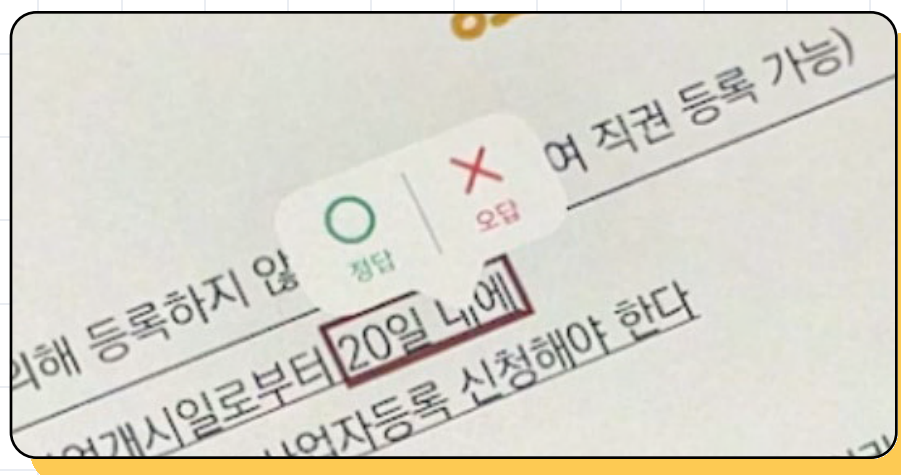 여 직권 등록 가능)
정답 오답
의해 등록하지 않
업개시일로부터 20일 내에
사업자등록 신청해야 한다